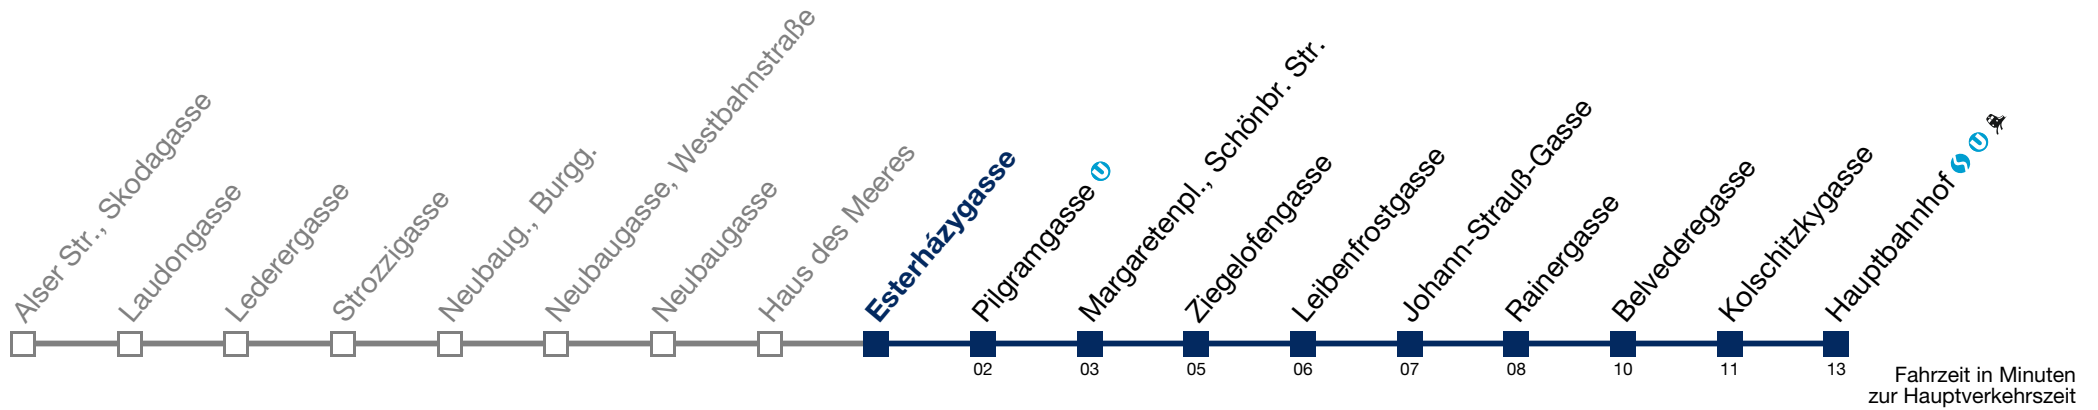 Alser Str., Skodagasse
Laudongasse
Lederergasse
Strozzigasse
Neubaug., Burgg.
Neubaugasse, Westbahnstraße
Neubaugasse
Haus des Meeres
Esterházygasse
Pilgramgasse U
Margaretenpl., Schönbr. Str.
Ziegelofengasse
Leibenfrostgasse
Johann-Strauß-Gasse
Rainergasse
Belvederegasse
Kolschitzkygasse
Hauptbahnhof S U
02 03 05 06 07 08 10 11 13
Fahrzeit in Minuten
zur Hauptverkehrszeit